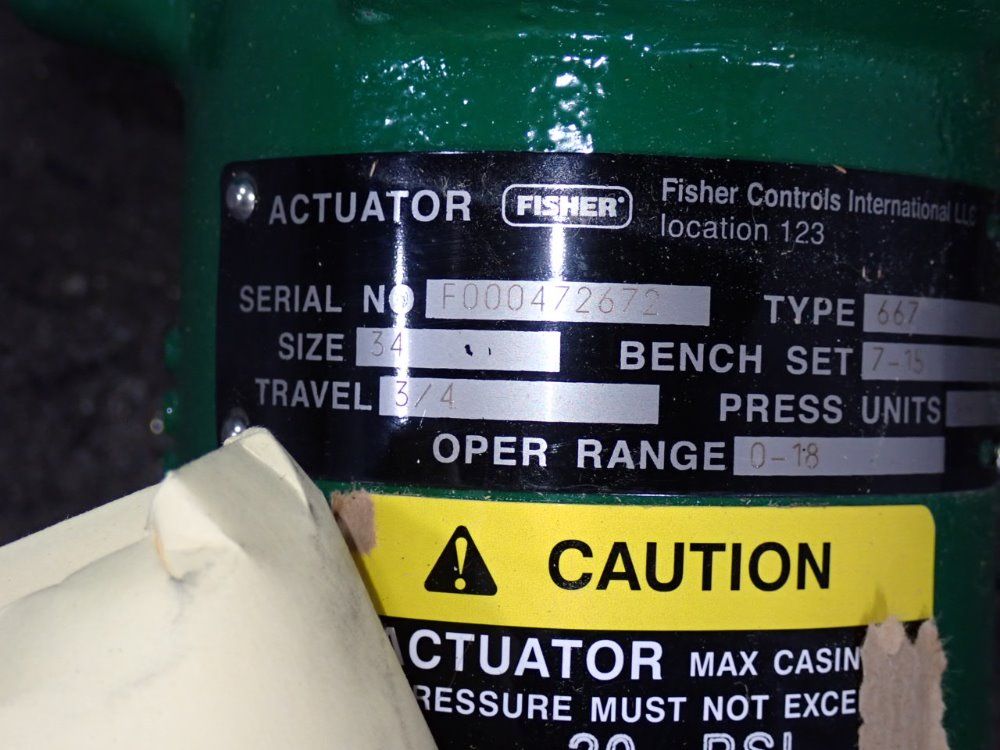 ACTUATOR FISHER® Fisher Controls International LLC
location 123
SERIAL NO F000472672 TYPE 667
SIZE 34 BENCH SET 7-15
TRAVEL 3/4 PRESS UNITS
OPER RANGE 0-18
CAUTION
ACTUATOR MAX CASIN
RESSURE MUST NOT EXCE
PSI